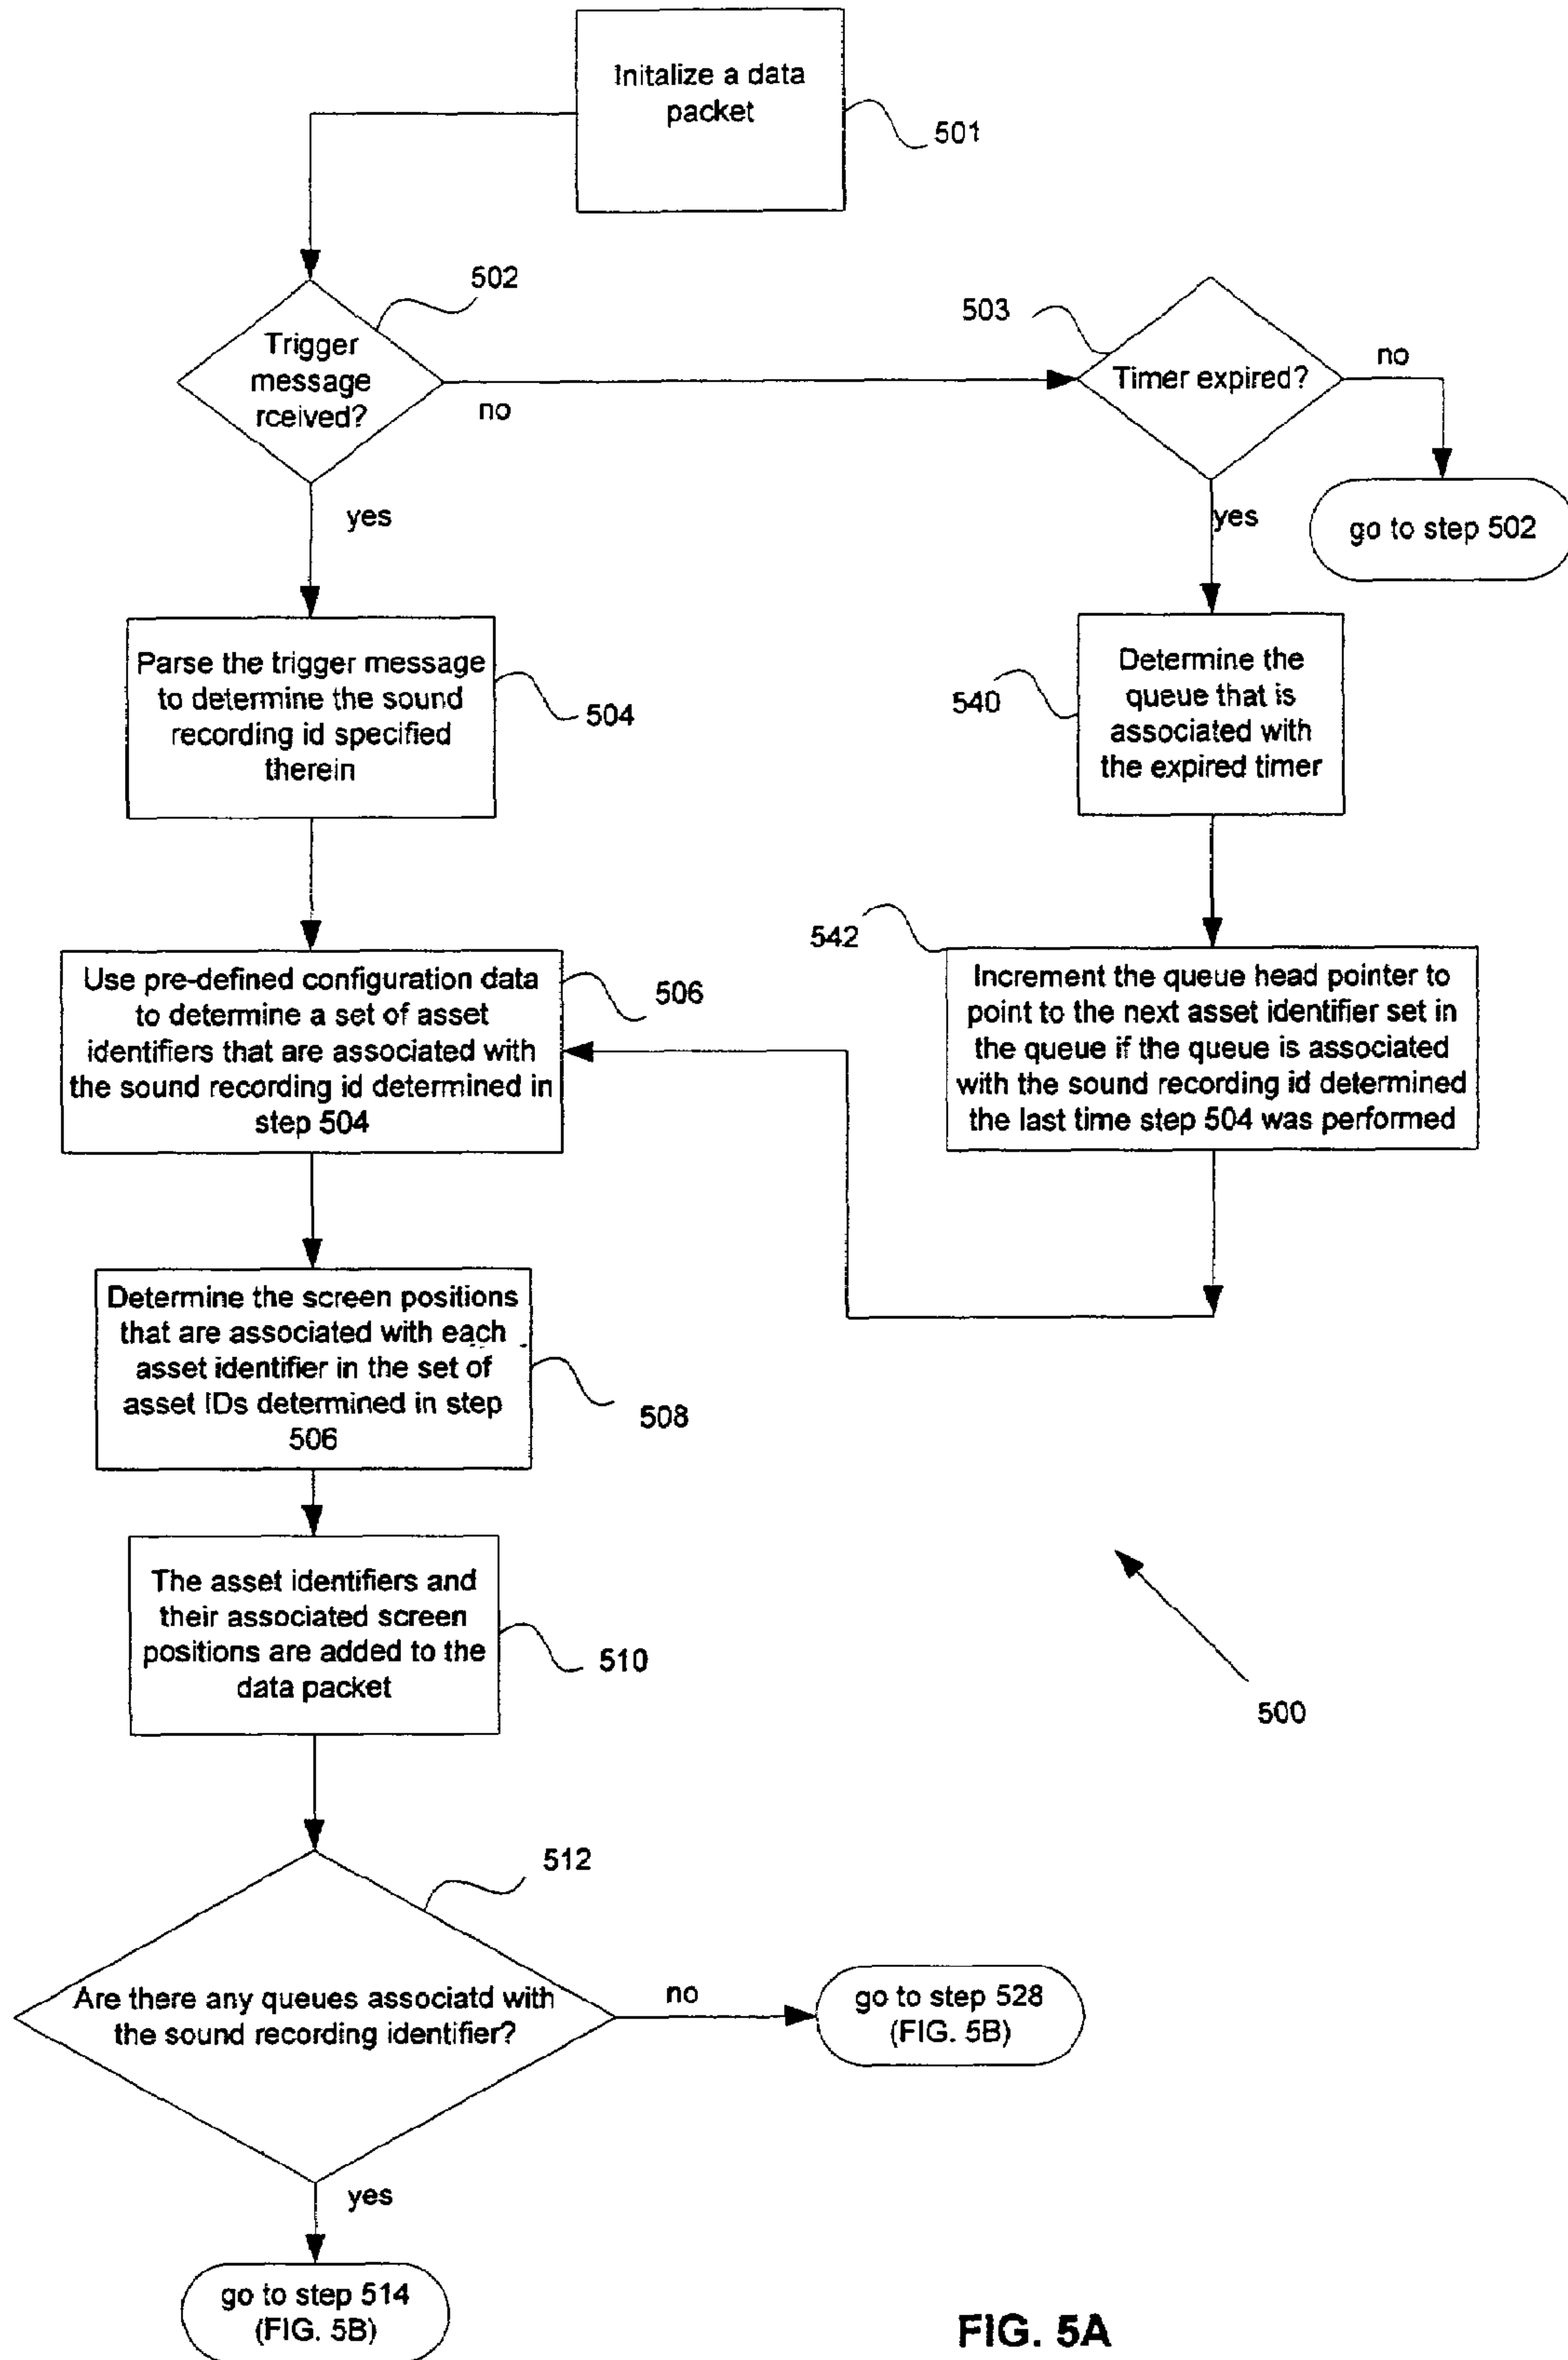 Initalize a data
packet
501
502
Trigger
message
rceived?
no
yes
503
Timer expired?
no
yes
go to step 502
Parse the trigger message
to determine the sound
recording id specified
therein
504
Determine the
queue that is
associated with
the expired timer
540
Use pre-defined configuration data
to determine a set of asset
identifiers that are associated with
the sound recording id determined in
step 504
506
542
Increment the queue head pointer to
point to the next asset identifier set in
the queue if the queue is associated
with the sound recording id determined
the last time step 504 was performed
Determine the screen positions
that are associated with each
asset identifier in the set of
asset IDs determined in step
506
508
The asset identifiers and
their associated screen
positions are added to the
data packet
510
500
512
Are there any queues associatd with
the sound recording identifier?
no
go to step 528
(FIG. 5B)
yes
go to step 514
(FIG. 5B)
FIG. 5A